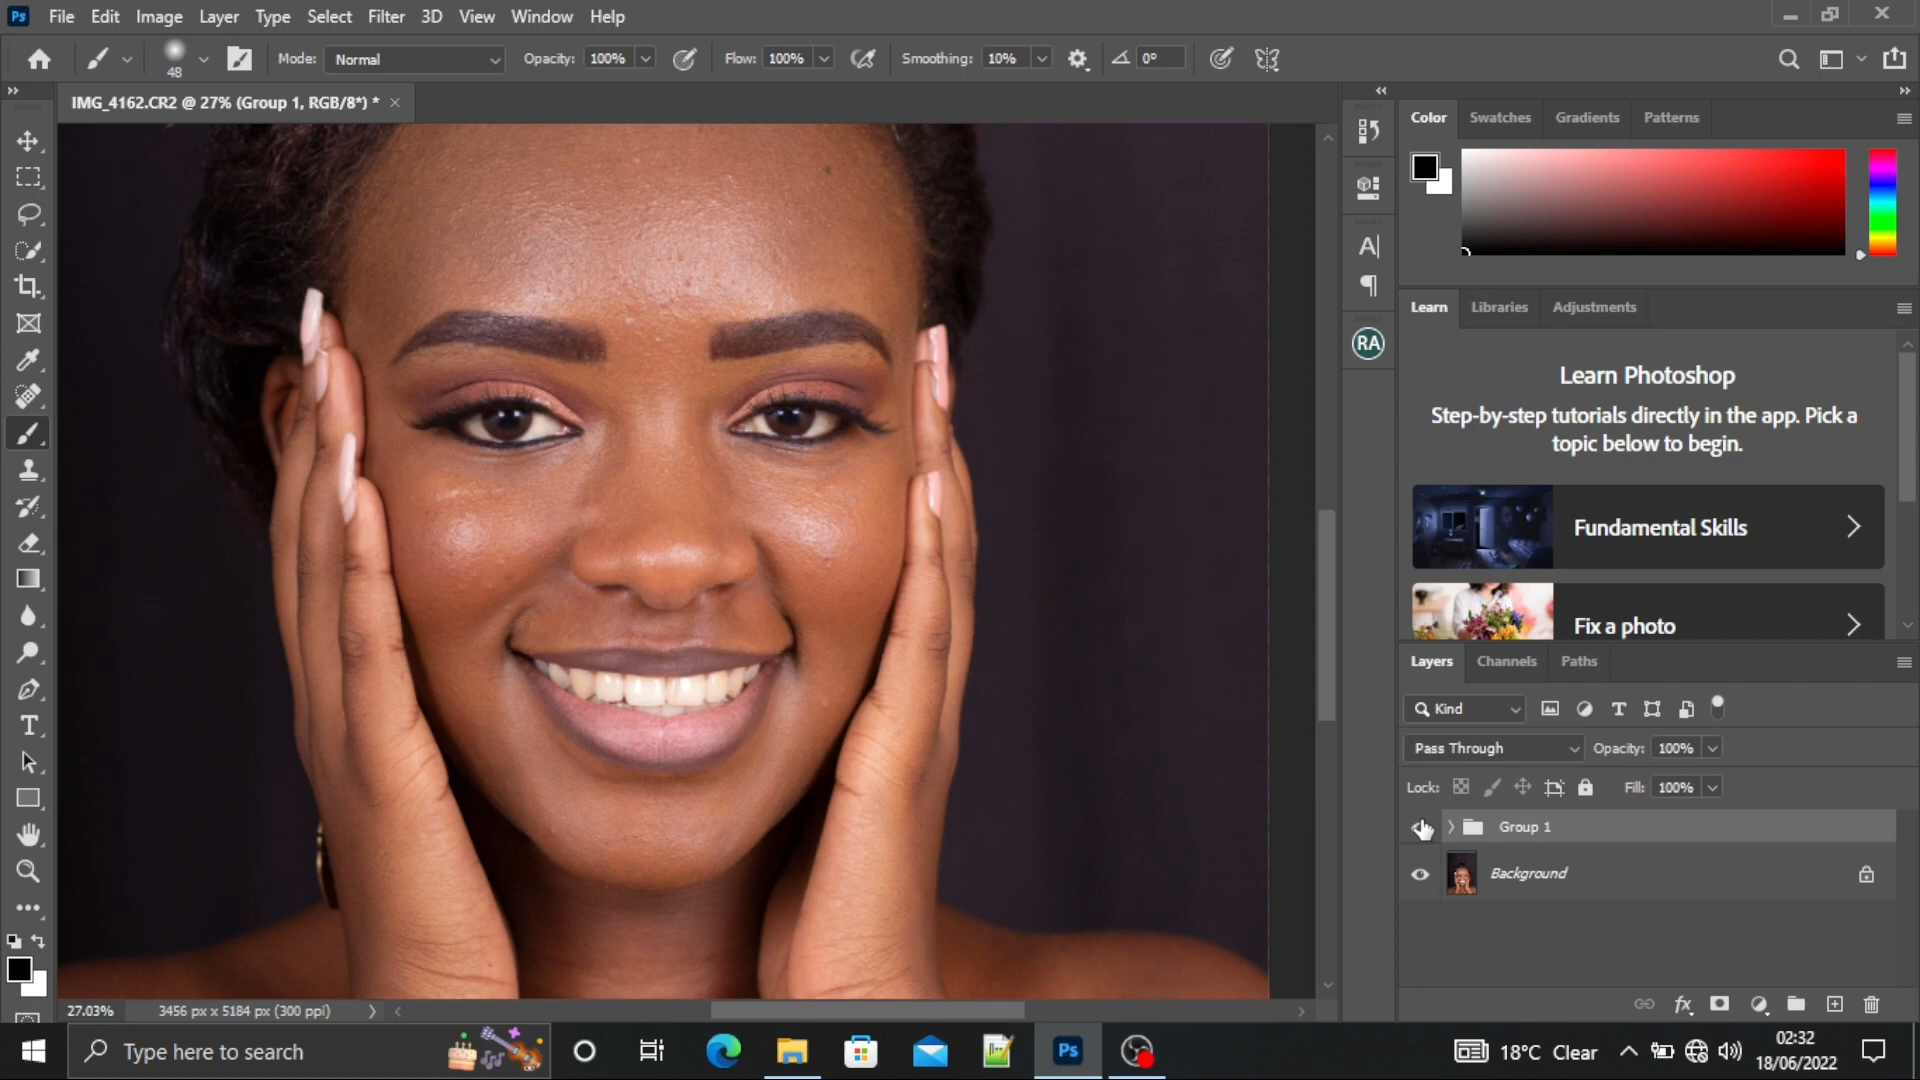 Ps File Edit Image Layer Type Select Filter 3D View Window Help
48 Mode: Normal Opacity: 100% Flow: 100% Smoothing: 10% 0°
IMG_4162.CR2 @ 27% (Group 1, RGB/8*) *
Color Swatches Gradients Patterns
Learn Libraries Adjustments
Learn Photoshop
Step-by-step tutorials directly in the app. Pick a
topic below to begin.
RA
Fundamental Skills
Fix a photo
Layers Channels Paths
Kind
Pass Through Opacity: 100%
Lock: Fill: 100%
Group 1
Background
27.03% 3456 px x 5184 px (300 ppi)
Type here to search
Ps
18°C Clear
02:32
18/06/2022